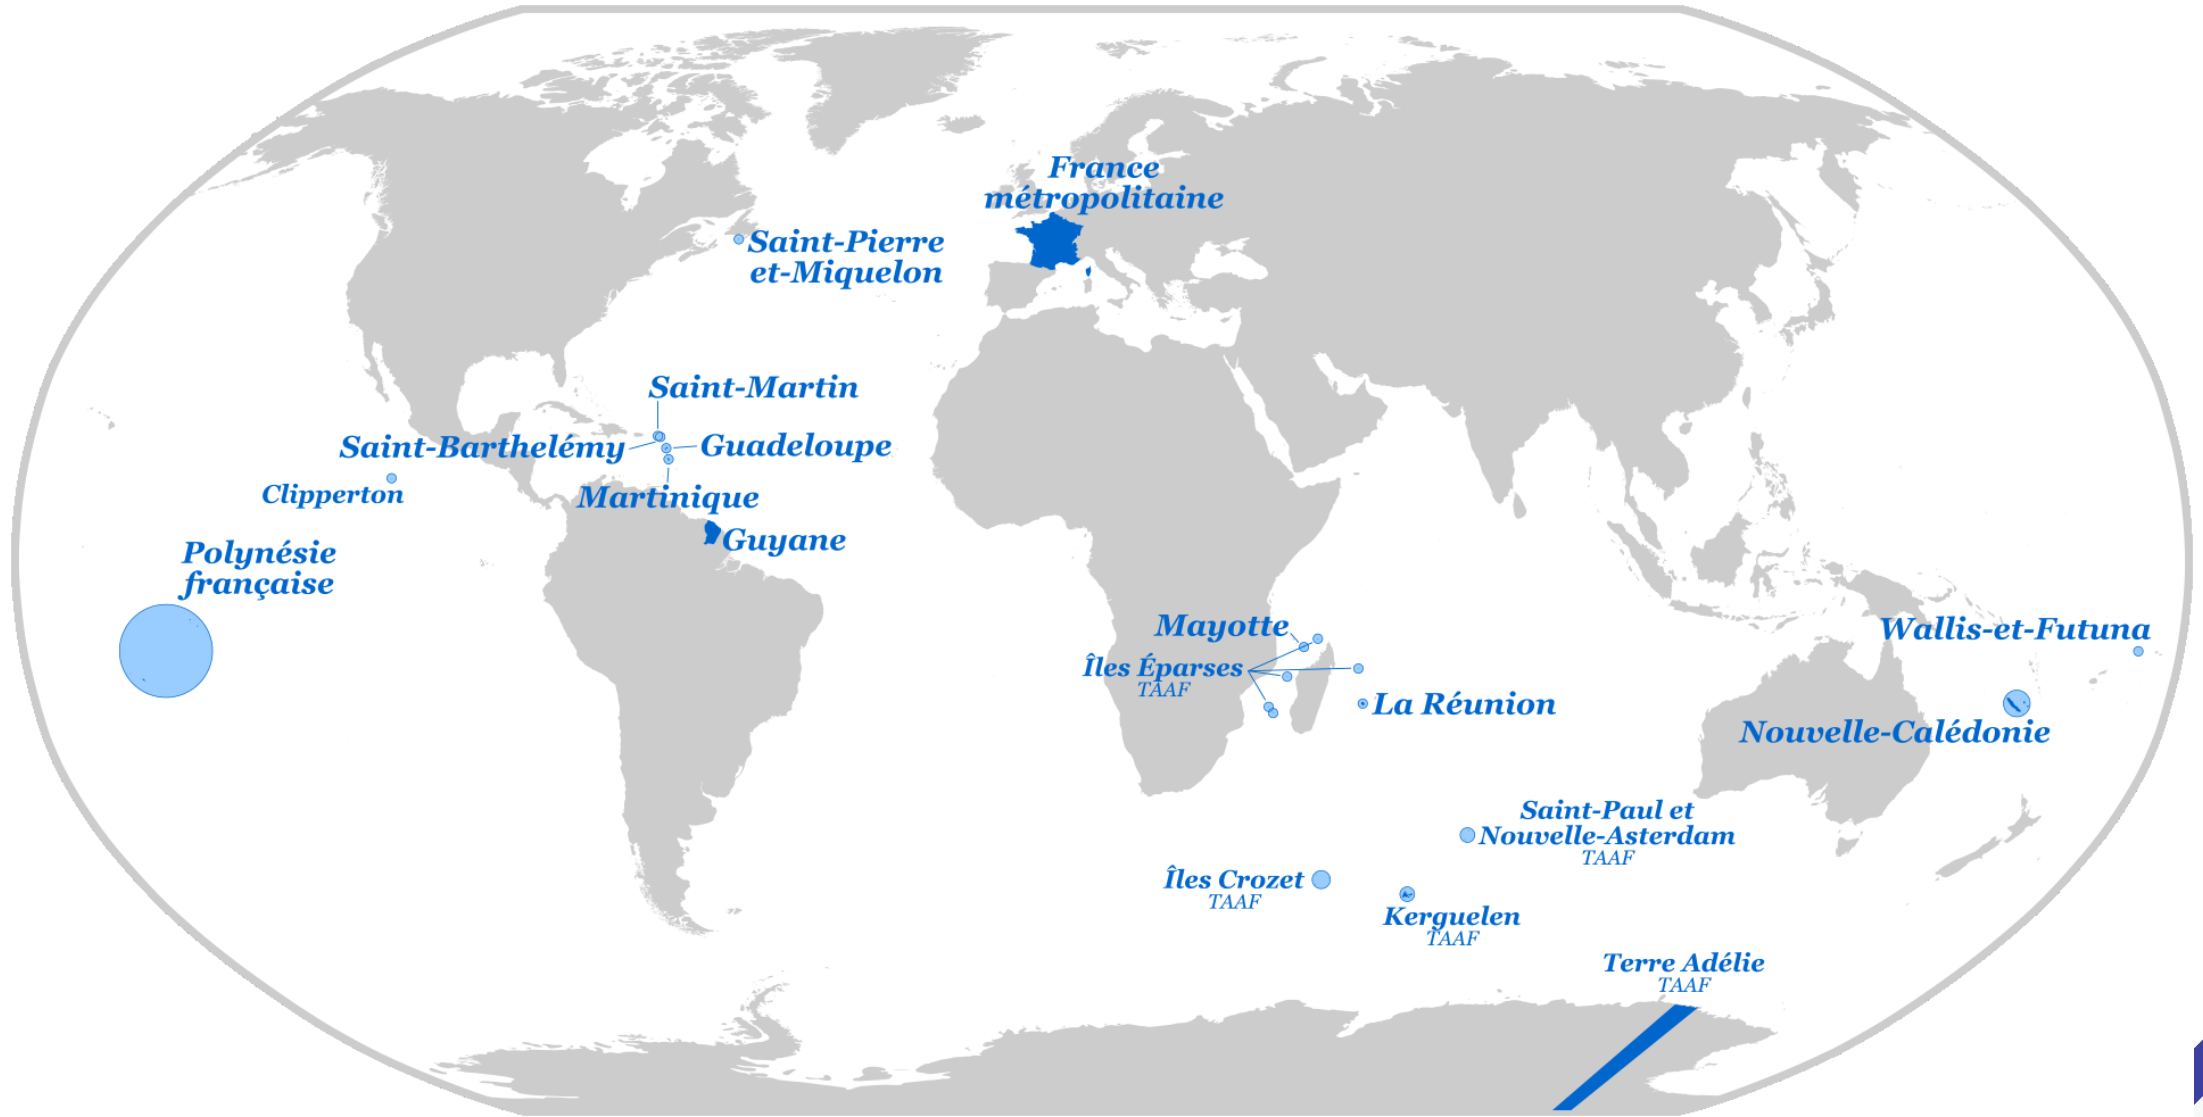 France
métropolitaine
Saint-Pierre
et-Miquelon
Saint-Martin
Saint-Barthelémy
Guadeloupe
Clipperton
Martinique
Guyane
Polynésie
française
Mayotte
Îles Éparses
TAAF
La Réunion
Wallis-et-Futuna
Nouvelle-Calédonie
Saint-Paul et
Nouvelle-Asterdam
TAAF
Îles Crozet
TAAF
Kerguelen
TAAF
Terre Adélie
TAAF